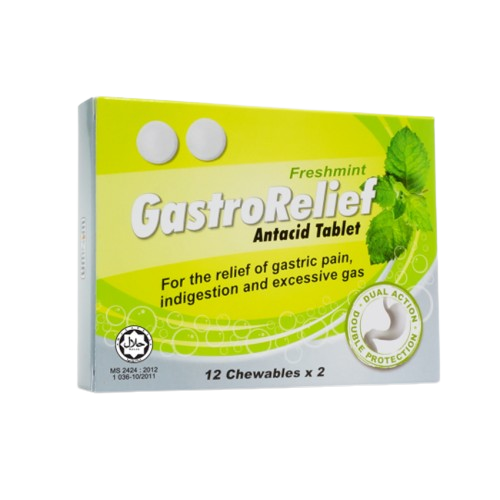 Freshmint
GastroRelief
Antacid Tablet
For the relief of gastric pain,
indigestion and excessive gas
DUAL ACTION
DOUBLE PROTECTION
حلال
MS 2424 : 2012
1 036-10/2011
12 Chewables x 2